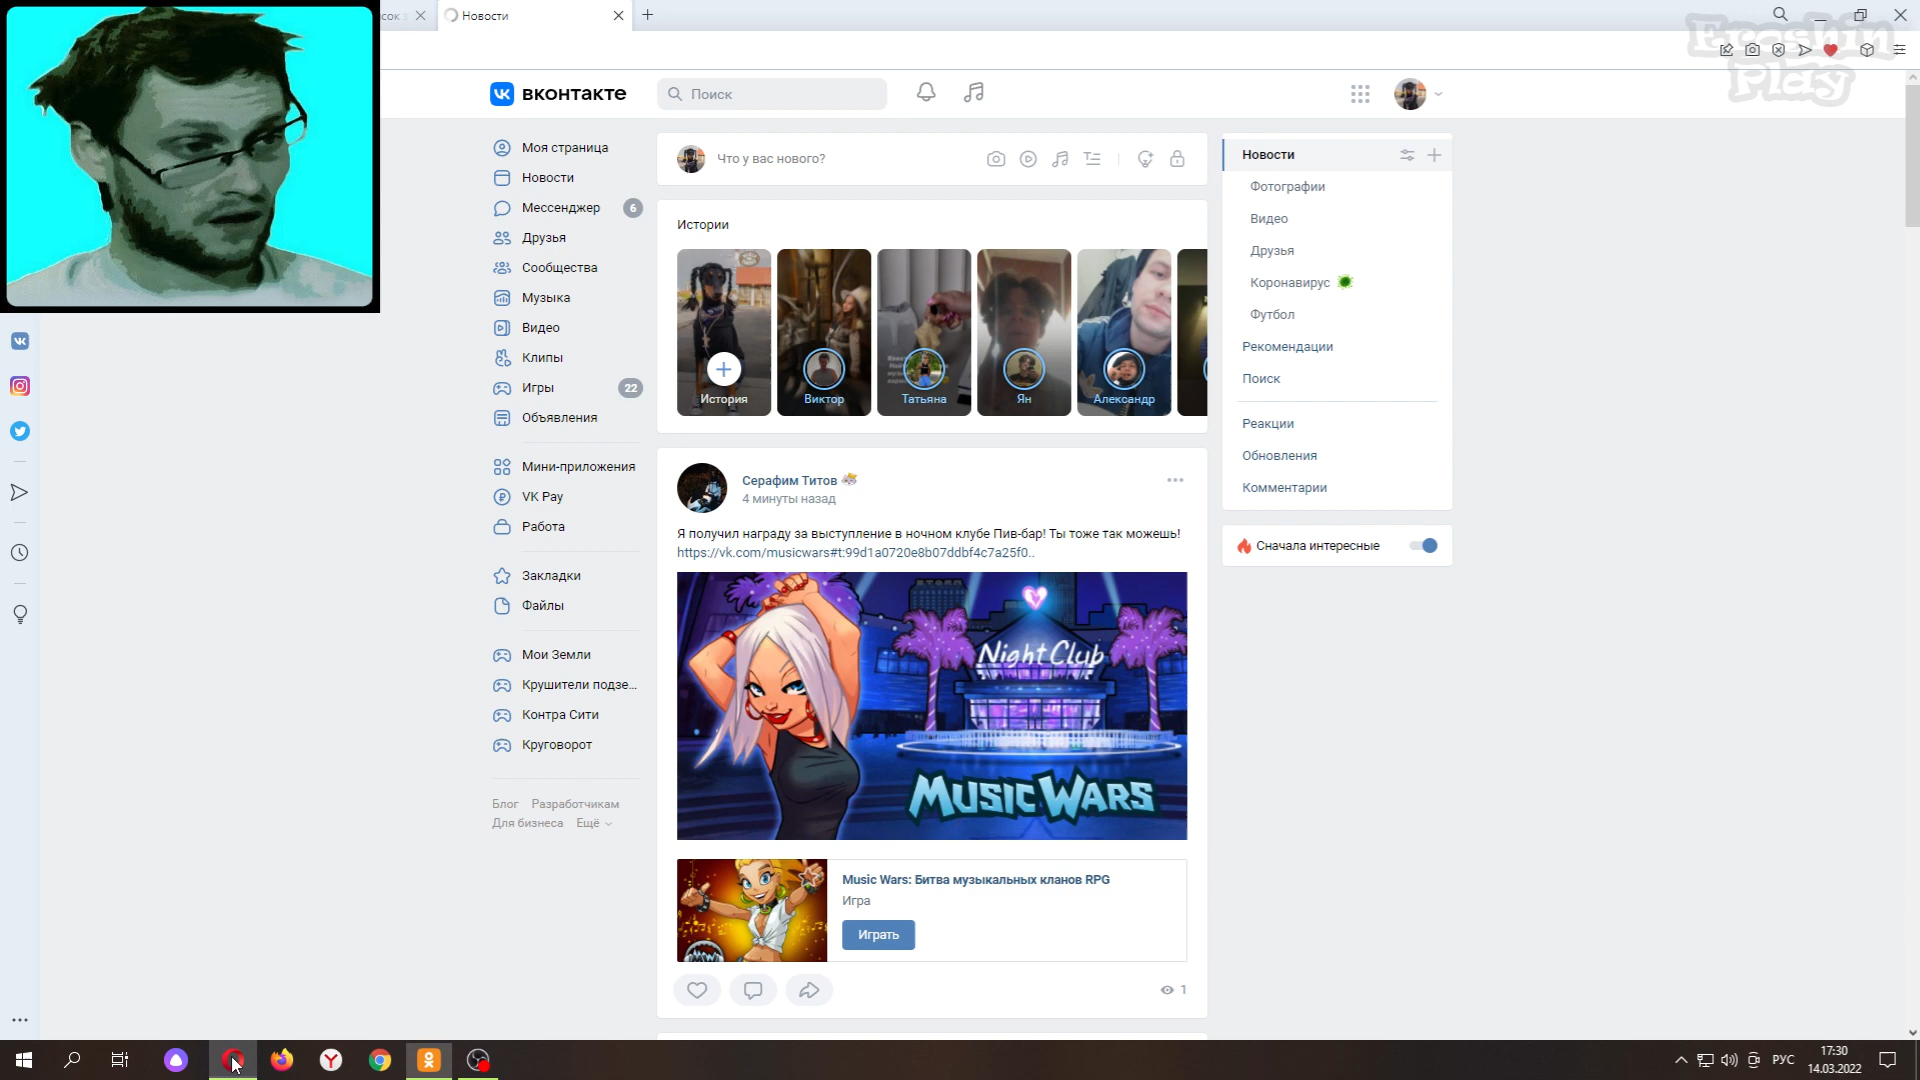 сок з
Новости
Eroshin
Play
вконтакте
Поиск
Моя страница
Новости
Мессенджер
6
Друзья
Сообщества
Музыка
Видео
Клипы
Игры
22
Объявления
Мини-приложения
VK Pay
Работа
Закладки
Файлы
Мои Земли
Крушители подзе...
Контра Сити
Круговорот
Блог Разработчикам
Для бизнеса Ещё
Что у вас нового?
Истории
История
Виктор
Татьяна
Ян
Александр
Серафим Титов
4 минуты назад
Я получил награду за выступление в ночном клубе Пив-бар! Ты тоже так можешь!
https://vk.com/musicwars#t:99d1a0720e8b07ddbf4c7a25f0..
Night Club
MUSIC WARS
Music Wars: Битва музыкальных кланов RPG
Игра
Играть
1
Новости
Фотографии
Видео
Друзья
Коронавирус
Футбол
Рекомендации
Поиск
Реакции
Обновления
Комментарии
Сначала интересные
РУС
17:30
14.03.2022